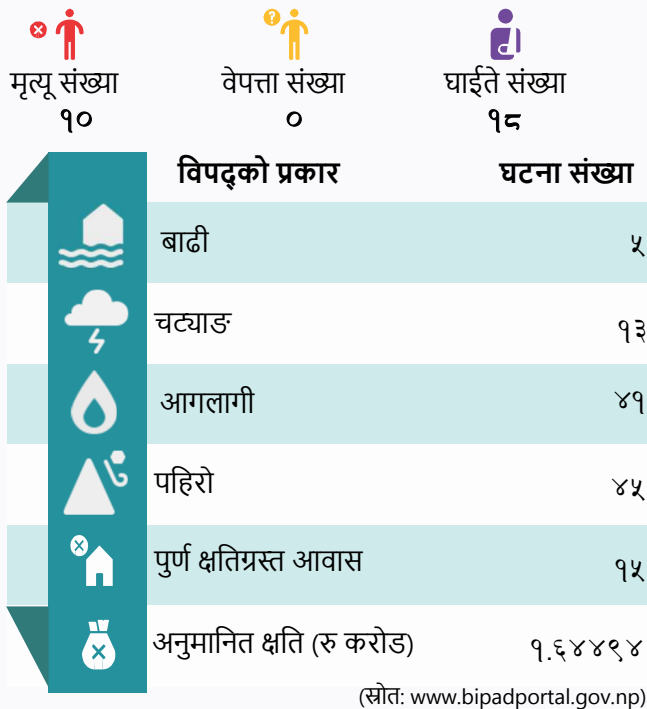 मृत्यू संख्या वेपत्ता संख्या घाईते संख्या
१० ० १८
विपद्को प्रकार घटना संख्या
बाढी ५
चट्याङ १३
आगलागी ४१
पहिरो ४५
पुर्ण क्षतिग्रस्त आवास १५
अनुमानित क्षति (रु करोड) १.६४४९४
(स्रोत: www.bipadportal.gov.np)